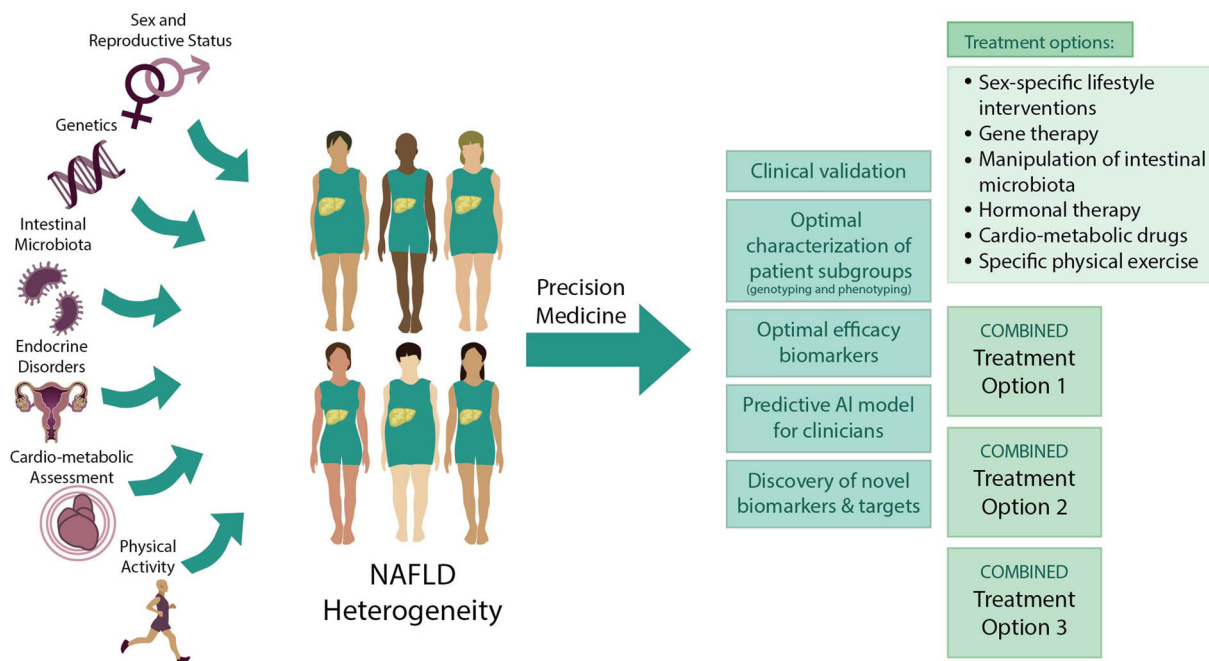 Sex and
Reproductive Status
Genetics
Intestinal
Microbiota
Endocrine
Disorders
Cardio-metabolic
Assessment
Physical
Activity
NAFLD
Heterogeneity
Precision
Medicine
Clinical validation
Optimal
characterization of
patient subgroups
(genotyping and phenotyping)
Optimal efficacy
biomarkers
Predictive AI model
for clinicians
Discovery of novel
biomarkers & targets
Treatment options:
• Sex-specific lifestyle
interventions
• Gene therapy
• Manipulation of intestinal
microbiota
• Hormonal therapy
• Cardio-metabolic drugs
• Specific physical exercise
COMBINED
Treatment
Option 1
COMBINED
Treatment
Option 2
COMBINED
Treatment
Option 3